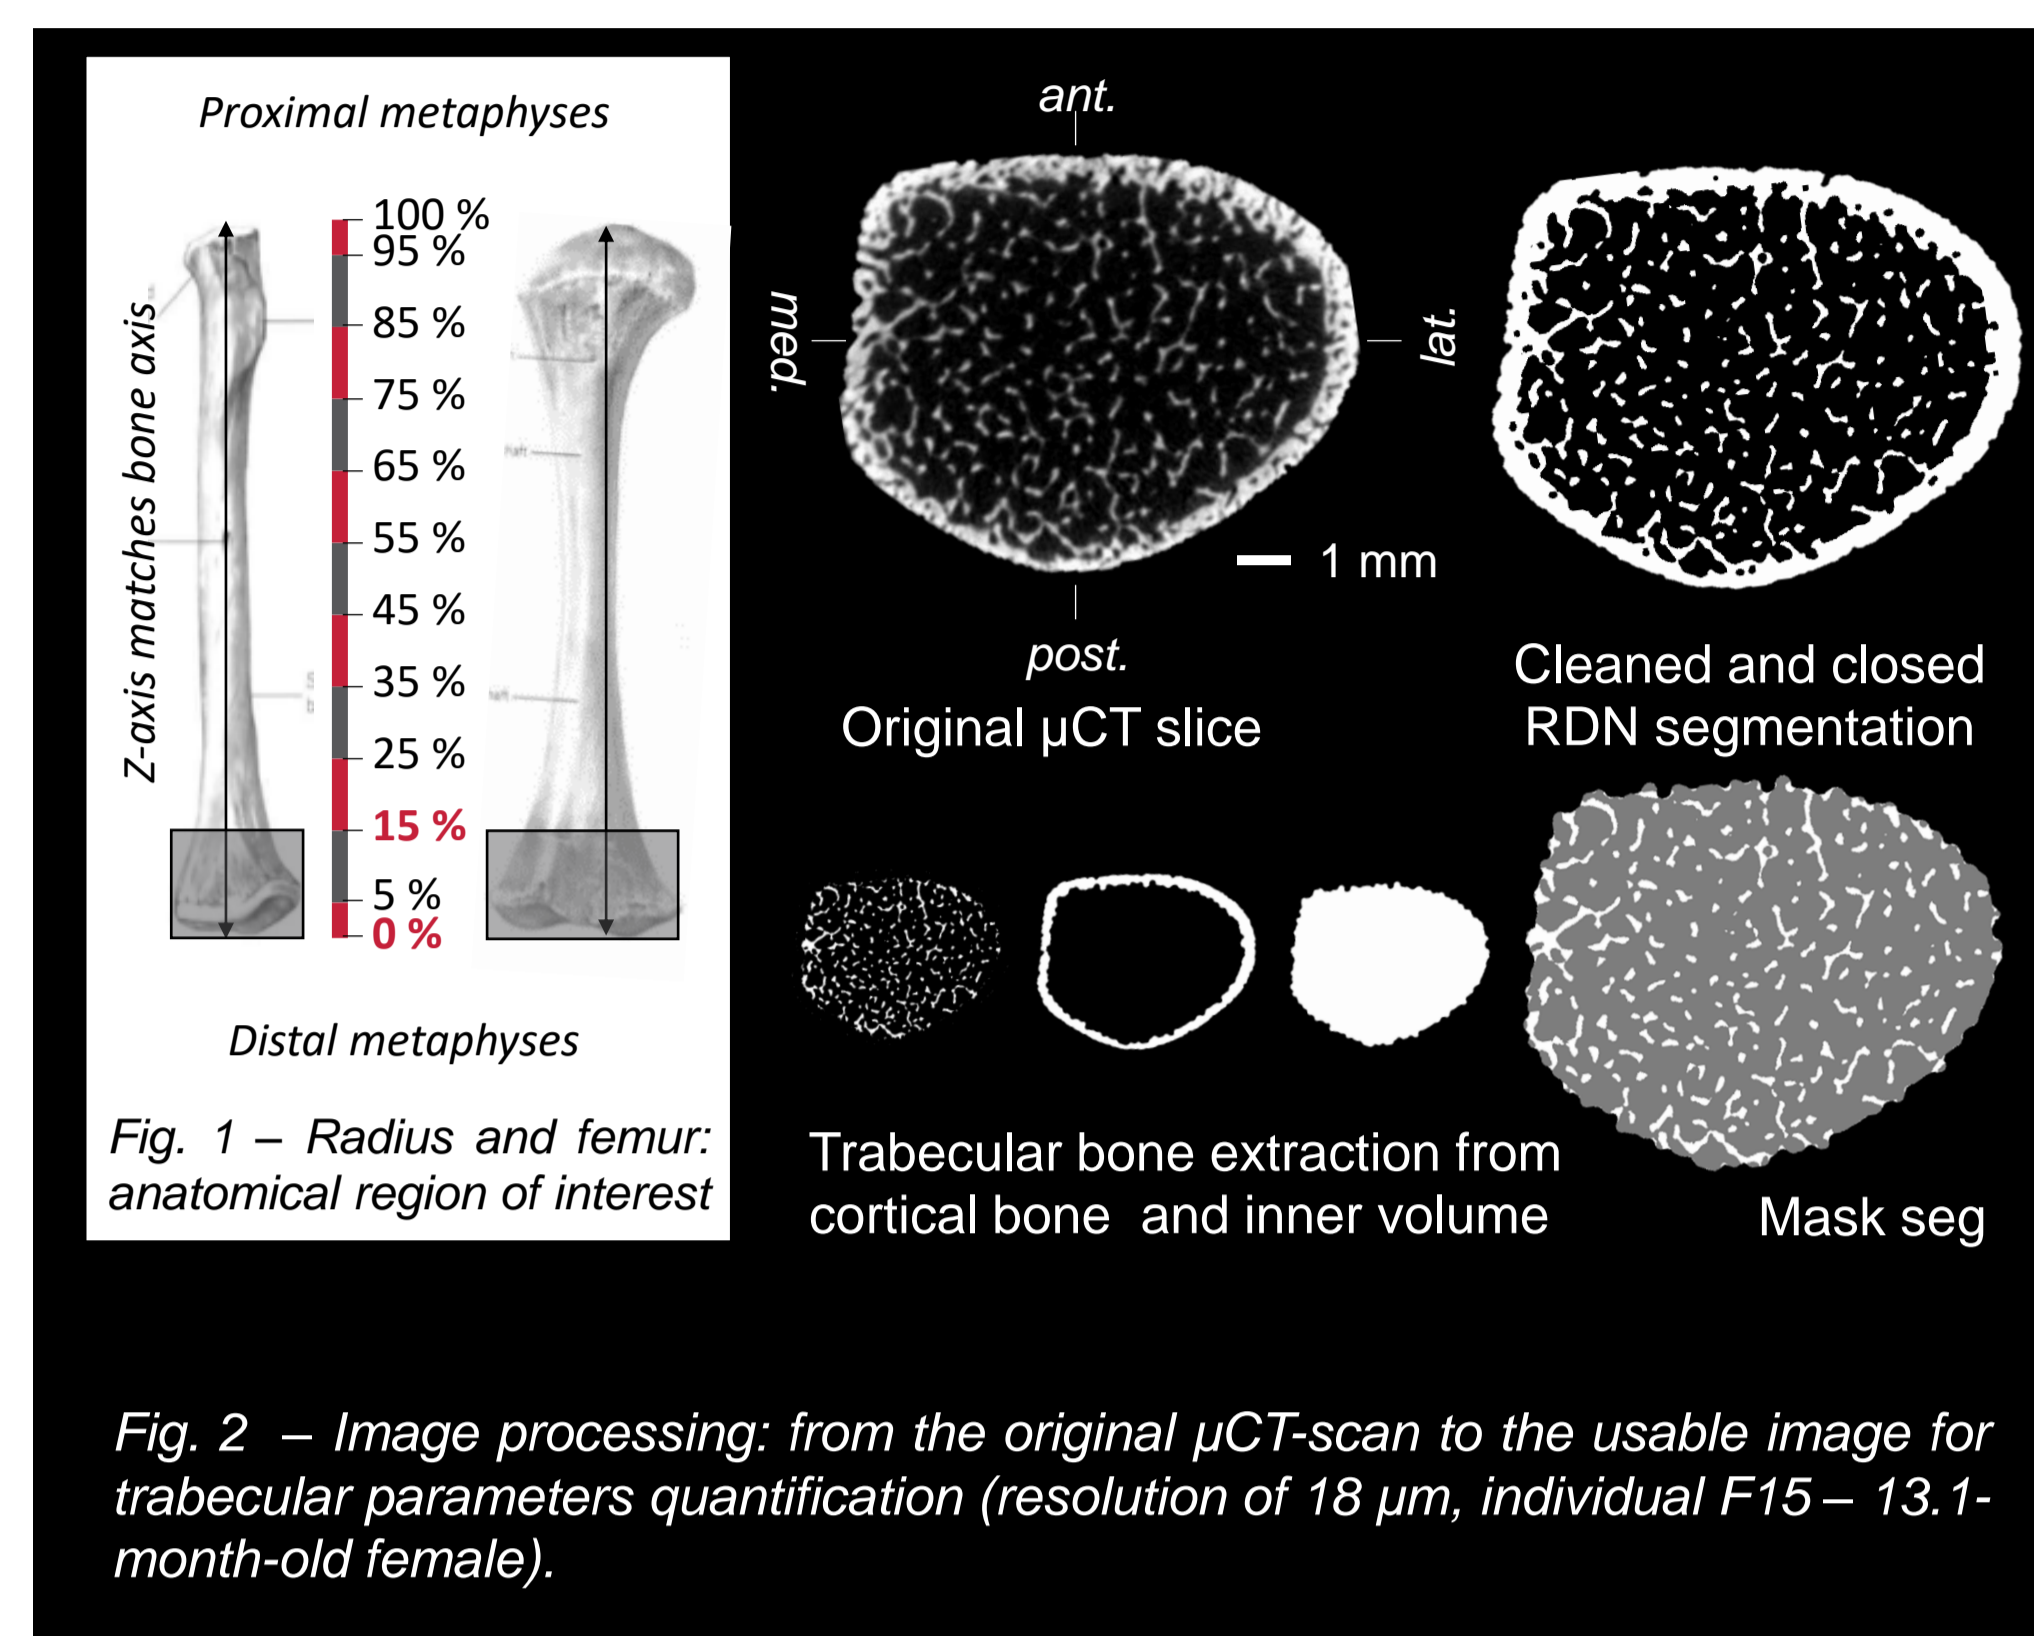 Proximal metaphyses
Z-axis matches bone axis
100 %
95 %
85 %
75 %
65 %
55 %
45 %
35 %
25 %
15 %
5 %
0 %
Distal metaphyses
Fig. 1 – Radius and femur:
anatomical region of interest
ant.
med.
lat.
1 mm
post.
Original µCT slice
Cleaned and closed
RDN segmentation
Trabecular bone extraction from
cortical bone and inner volume
Mask seg
Fig. 2 – Image processing: from the original µCT-scan to the usable image for
trabecular parameters quantification (resolution of 18 µm, individual F15 – 13.1-
month-old female).